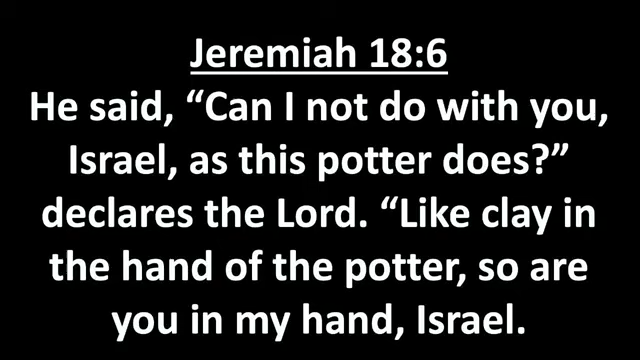 Jeremiah 18:6
He said, “Can I not do with you,
Israel, as this potter does?”
declares the Lord. “Like clay in
the hand of the potter, so are
you in my hand, Israel.